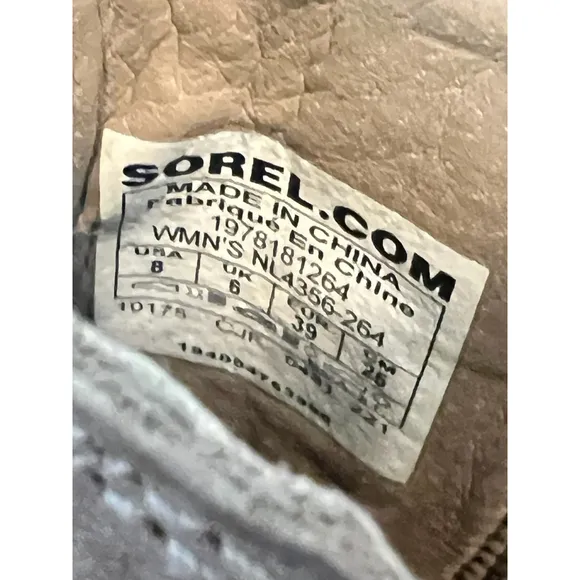 SOREL.COM
MADE IN CHINA
Fabriqué En Chine
1978181264
WMN'S NL4356-264
USA UK EUR CM
8 6 39 25
10178